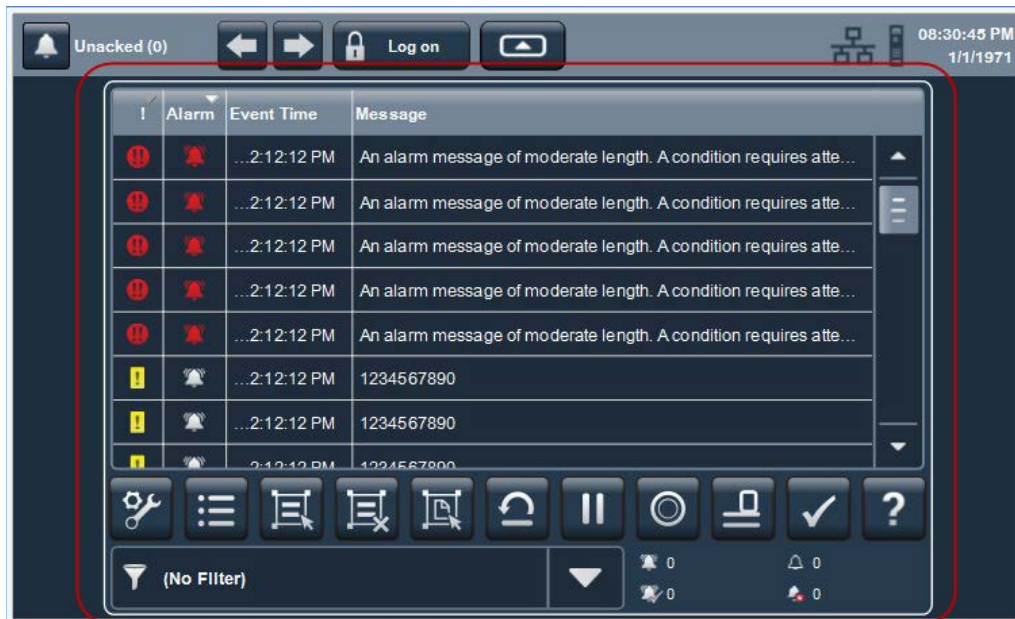 Unacked (0)
Log on
08:30:45 PM
1/1/1971
! Alarm Event Time Message
...2:12:12 PM An alarm message of moderate length. A condition requires atte...
...2:12:12 PM An alarm message of moderate length. A condition requires atte...
...2:12:12 PM An alarm message of moderate length. A condition requires atte...
...2:12:12 PM An alarm message of moderate length. A condition requires atte...
...2:12:12 PM An alarm message of moderate length. A condition requires atte...
! ...2:12:12 PM 1234567890
! ...2:12:12 PM 1234567890
...2:12:12 PM 1234567890
?
(No Filter)
0 0
0 0